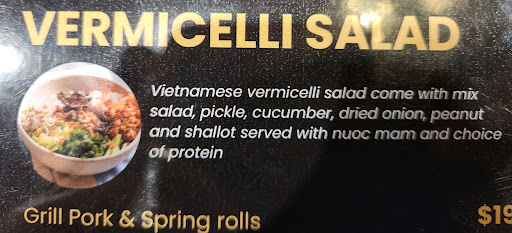 VERMICELLI SALAD
Vietnamese vermicelli salad come with mix
salad, pickle, cucumber, dried onion, peanut
and shallot served with nuoc mam and choice
of protein
Grill Pork & Spring rolls $19